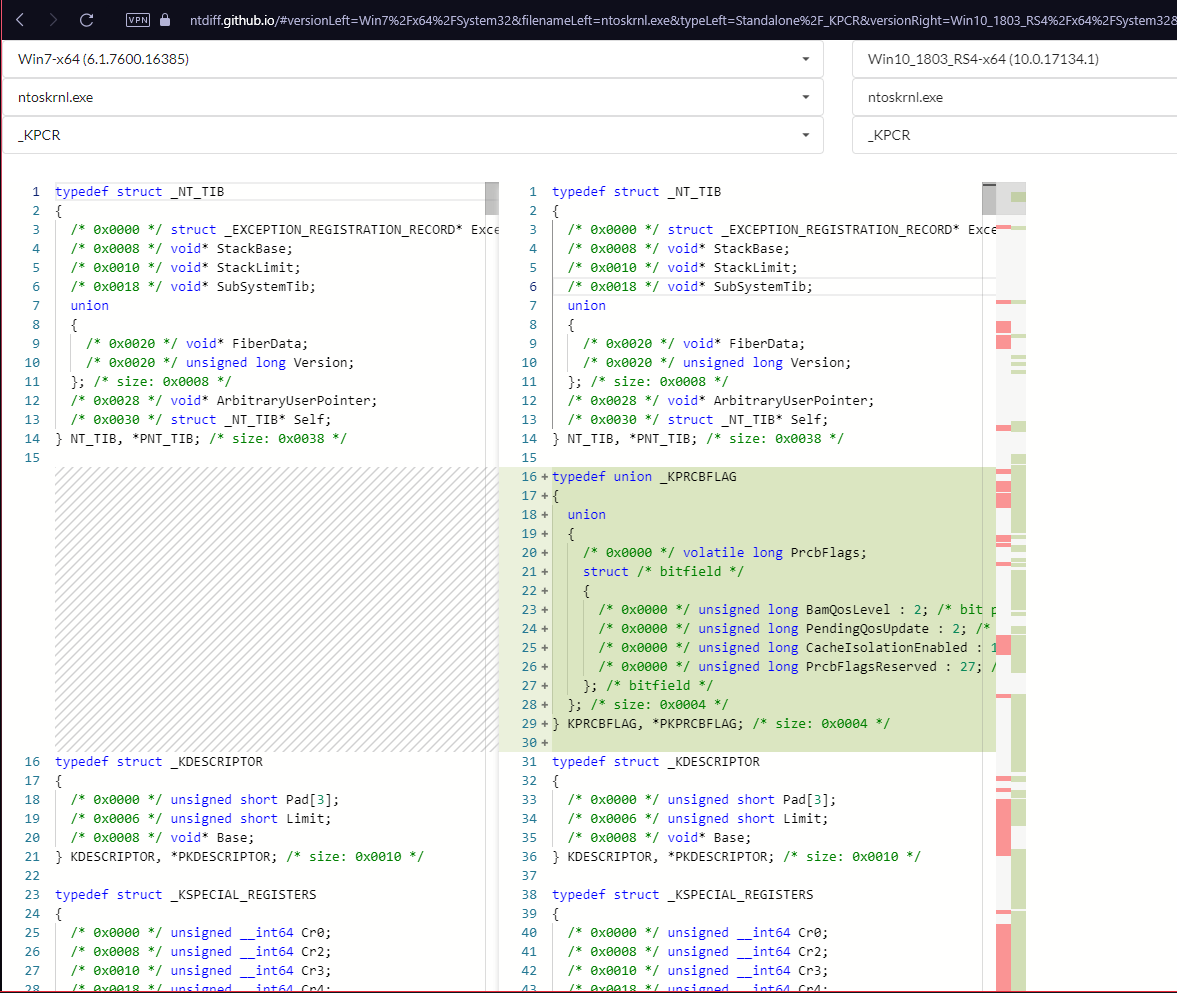 VPN ntdiff.github.io/#versionLeft=Win7%2Fx64%2FSystem32&filenameLeft=ntoskrnl.exe&typeLeft=Standalone%2F_KPCR&versionRight=Win10_1803_RS4%2Fx64%2FSystem32&
Win7-x64 (6.1.7600.16385)
ntoskrnl.exe
_KPCR
Win10_1803_RS4-x64 (10.0.17134.1)
ntoskrnl.exe
_KPCR
1 typedef struct _NT_TIB
2 {
3 /* 0x0000 */ struct _EXCEPTION_REGISTRATION_RECORD* Exce
4 /* 0x0008 */ void* StackBase;
5 /* 0x0010 */ void* StackLimit;
6 /* 0x0018 */ void* SubSystemTib;
7 union
8 {
9 /* 0x0020 */ void* FiberData;
10 /* 0x0020 */ unsigned long Version;
11 }; /* size: 0x0008 */
12 /* 0x0028 */ void* ArbitraryUserPointer;
13 /* 0x0030 */ struct _NT_TIB* Self;
14 } NT_TIB, *PNT_TIB; /* size: 0x0038 */
15
16 typedef struct _KDESCRIPTOR
17 {
18 /* 0x0000 */ unsigned short Pad[3];
19 /* 0x0006 */ unsigned short Limit;
20 /* 0x0008 */ void* Base;
21 } KDESCRIPTOR, *PKDESCRIPTOR; /* size: 0x0010 */
22
23 typedef struct _KSPECIAL_REGISTERS
24 {
25 /* 0x0000 */ unsigned __int64 Cr0;
26 /* 0x0008 */ unsigned __int64 Cr2;
27 /* 0x0010 */ unsigned __int64 Cr3;
28 /* 0x0018 */ unsigned __int64 Cr4;
1 typedef struct _NT_TIB
2 {
3 /* 0x0000 */ struct _EXCEPTION_REGISTRATION_RECORD* Exce
4 /* 0x0008 */ void* StackBase;
5 /* 0x0010 */ void* StackLimit;
6 /* 0x0018 */ void* SubSystemTib;
7 union
8 {
9 /* 0x0020 */ void* FiberData;
10 /* 0x0020 */ unsigned long Version;
11 }; /* size: 0x0008 */
12 /* 0x0028 */ void* ArbitraryUserPointer;
13 /* 0x0030 */ struct _NT_TIB* Self;
14 } NT_TIB, *PNT_TIB; /* size: 0x0038 */
15
16 + typedef union _KPRCBFLAG
17 + {
18 + union
19 + {
20 + /* 0x0000 */ volatile long PrcbFlags;
21 + struct /* bitfield */
22 + {
23 + /* 0x0000 */ unsigned long BamQosLevel : 2; /* bit p
24 + /* 0x0000 */ unsigned long PendingQosUpdate : 2; /*
25 + /* 0x0000 */ unsigned long CacheIsolationEnabled : 1
26 + /* 0x0000 */ unsigned long PrcbFlagsReserved : 27; /
27 + }; /* bitfield */
28 + }; /* size: 0x0004 */
29 + } KPRCBFLAG, *PKPRCBFLAG; /* size: 0x0004 */
30 +
31 typedef struct _KDESCRIPTOR
32 {
33 /* 0x0000 */ unsigned short Pad[3];
34 /* 0x0006 */ unsigned short Limit;
35 /* 0x0008 */ void* Base;
36 } KDESCRIPTOR, *PKDESCRIPTOR; /* size: 0x0010 */
37
38 typedef struct _KSPECIAL_REGISTERS
39 {
40 /* 0x0000 */ unsigned __int64 Cr0;
41 /* 0x0008 */ unsigned __int64 Cr2;
42 /* 0x0010 */ unsigned __int64 Cr3;
43 /* 0x0018 */ unsigned __int64 Cr4;